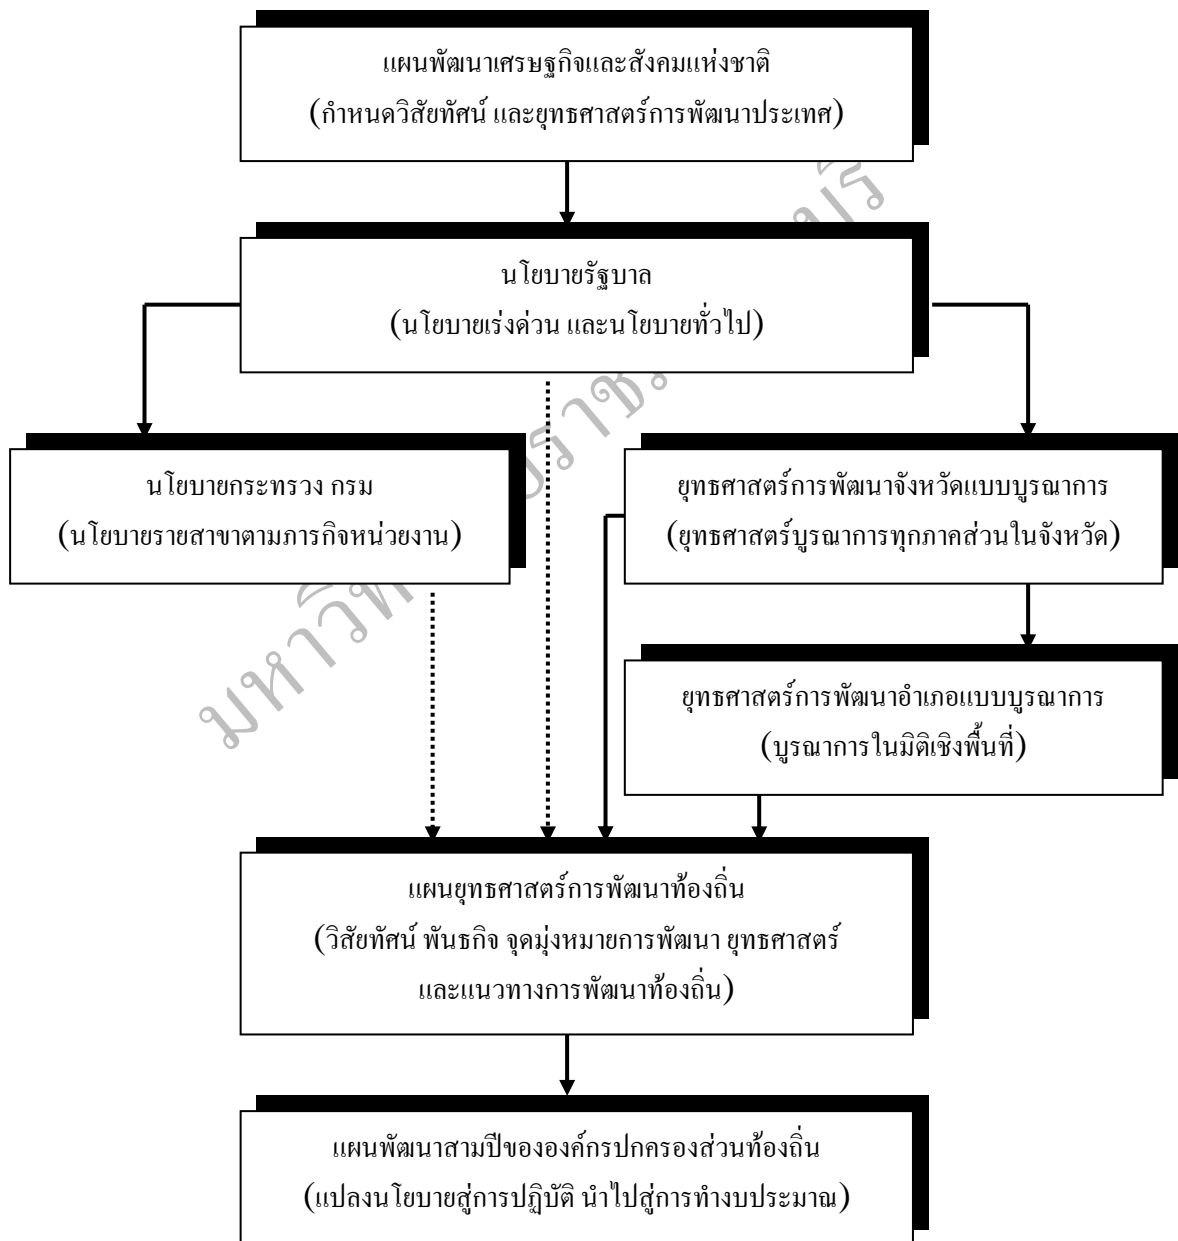 แผนพัฒนาเศรษฐกิจและสังคมแห่งชาติ
(กำหนดวิสัยทัศน์ และยุทธศาสตร์การพัฒนาประเทศ)
นโยบายรัฐบาล
(นโยบายเร่งด่วน และนโยบายทั่วไป)
นโยบายกระทรวง กรม
(นโยบายรายสาขาตามภารกิจหน่วยงาน)
ยุทธศาสตร์การพัฒนาจังหวัดแบบบูรณาการ
(ยุทธศาสตร์บูรณาการทุกภาคส่วนในจังหวัด)
ยุทธศาสตร์การพัฒนาอำเภอแบบบูรณาการ
(บูรณาการในมิติเชิงพื้นที่)
แผนยุทธศาสตร์การพัฒนาท้องถิ่น
(วิสัยทัศน์ พันธกิจ จุดมุ่งหมายการพัฒนา ยุทธศาสตร์
และแนวทางการพัฒนาท้องถิ่น)
แผนพัฒนาสามปีขององค์กรปกครองส่วนท้องถิ่น
(แปลงนโยบายสู่การปฏิบัติ นำไปสู่การทำงบประมาณ)